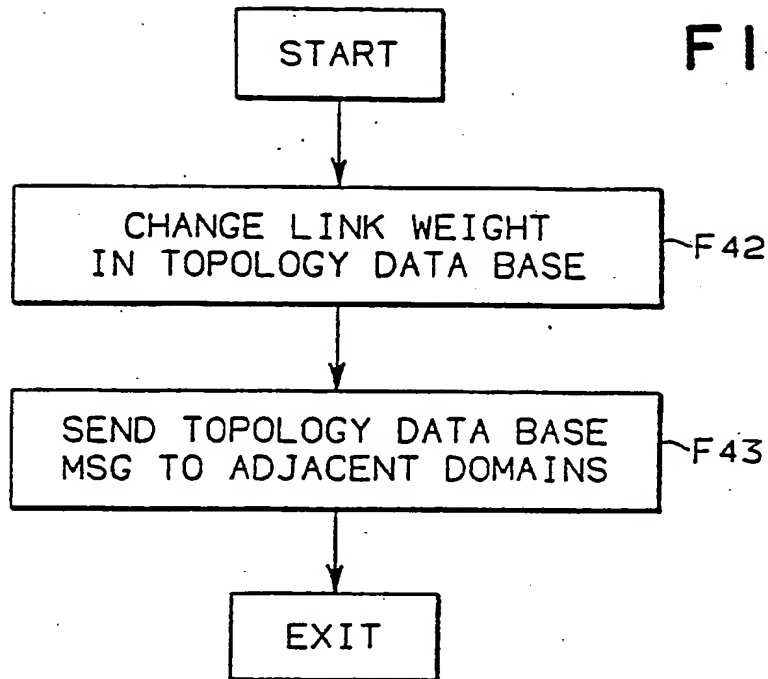 START
FI
CHANGE LINK WEIGHT
IN TOPOLOGY DATA BASE
F42
SEND TOPOLOGY DATA BASE
MSG TO ADJACENT DOMAINS
F43
EXIT